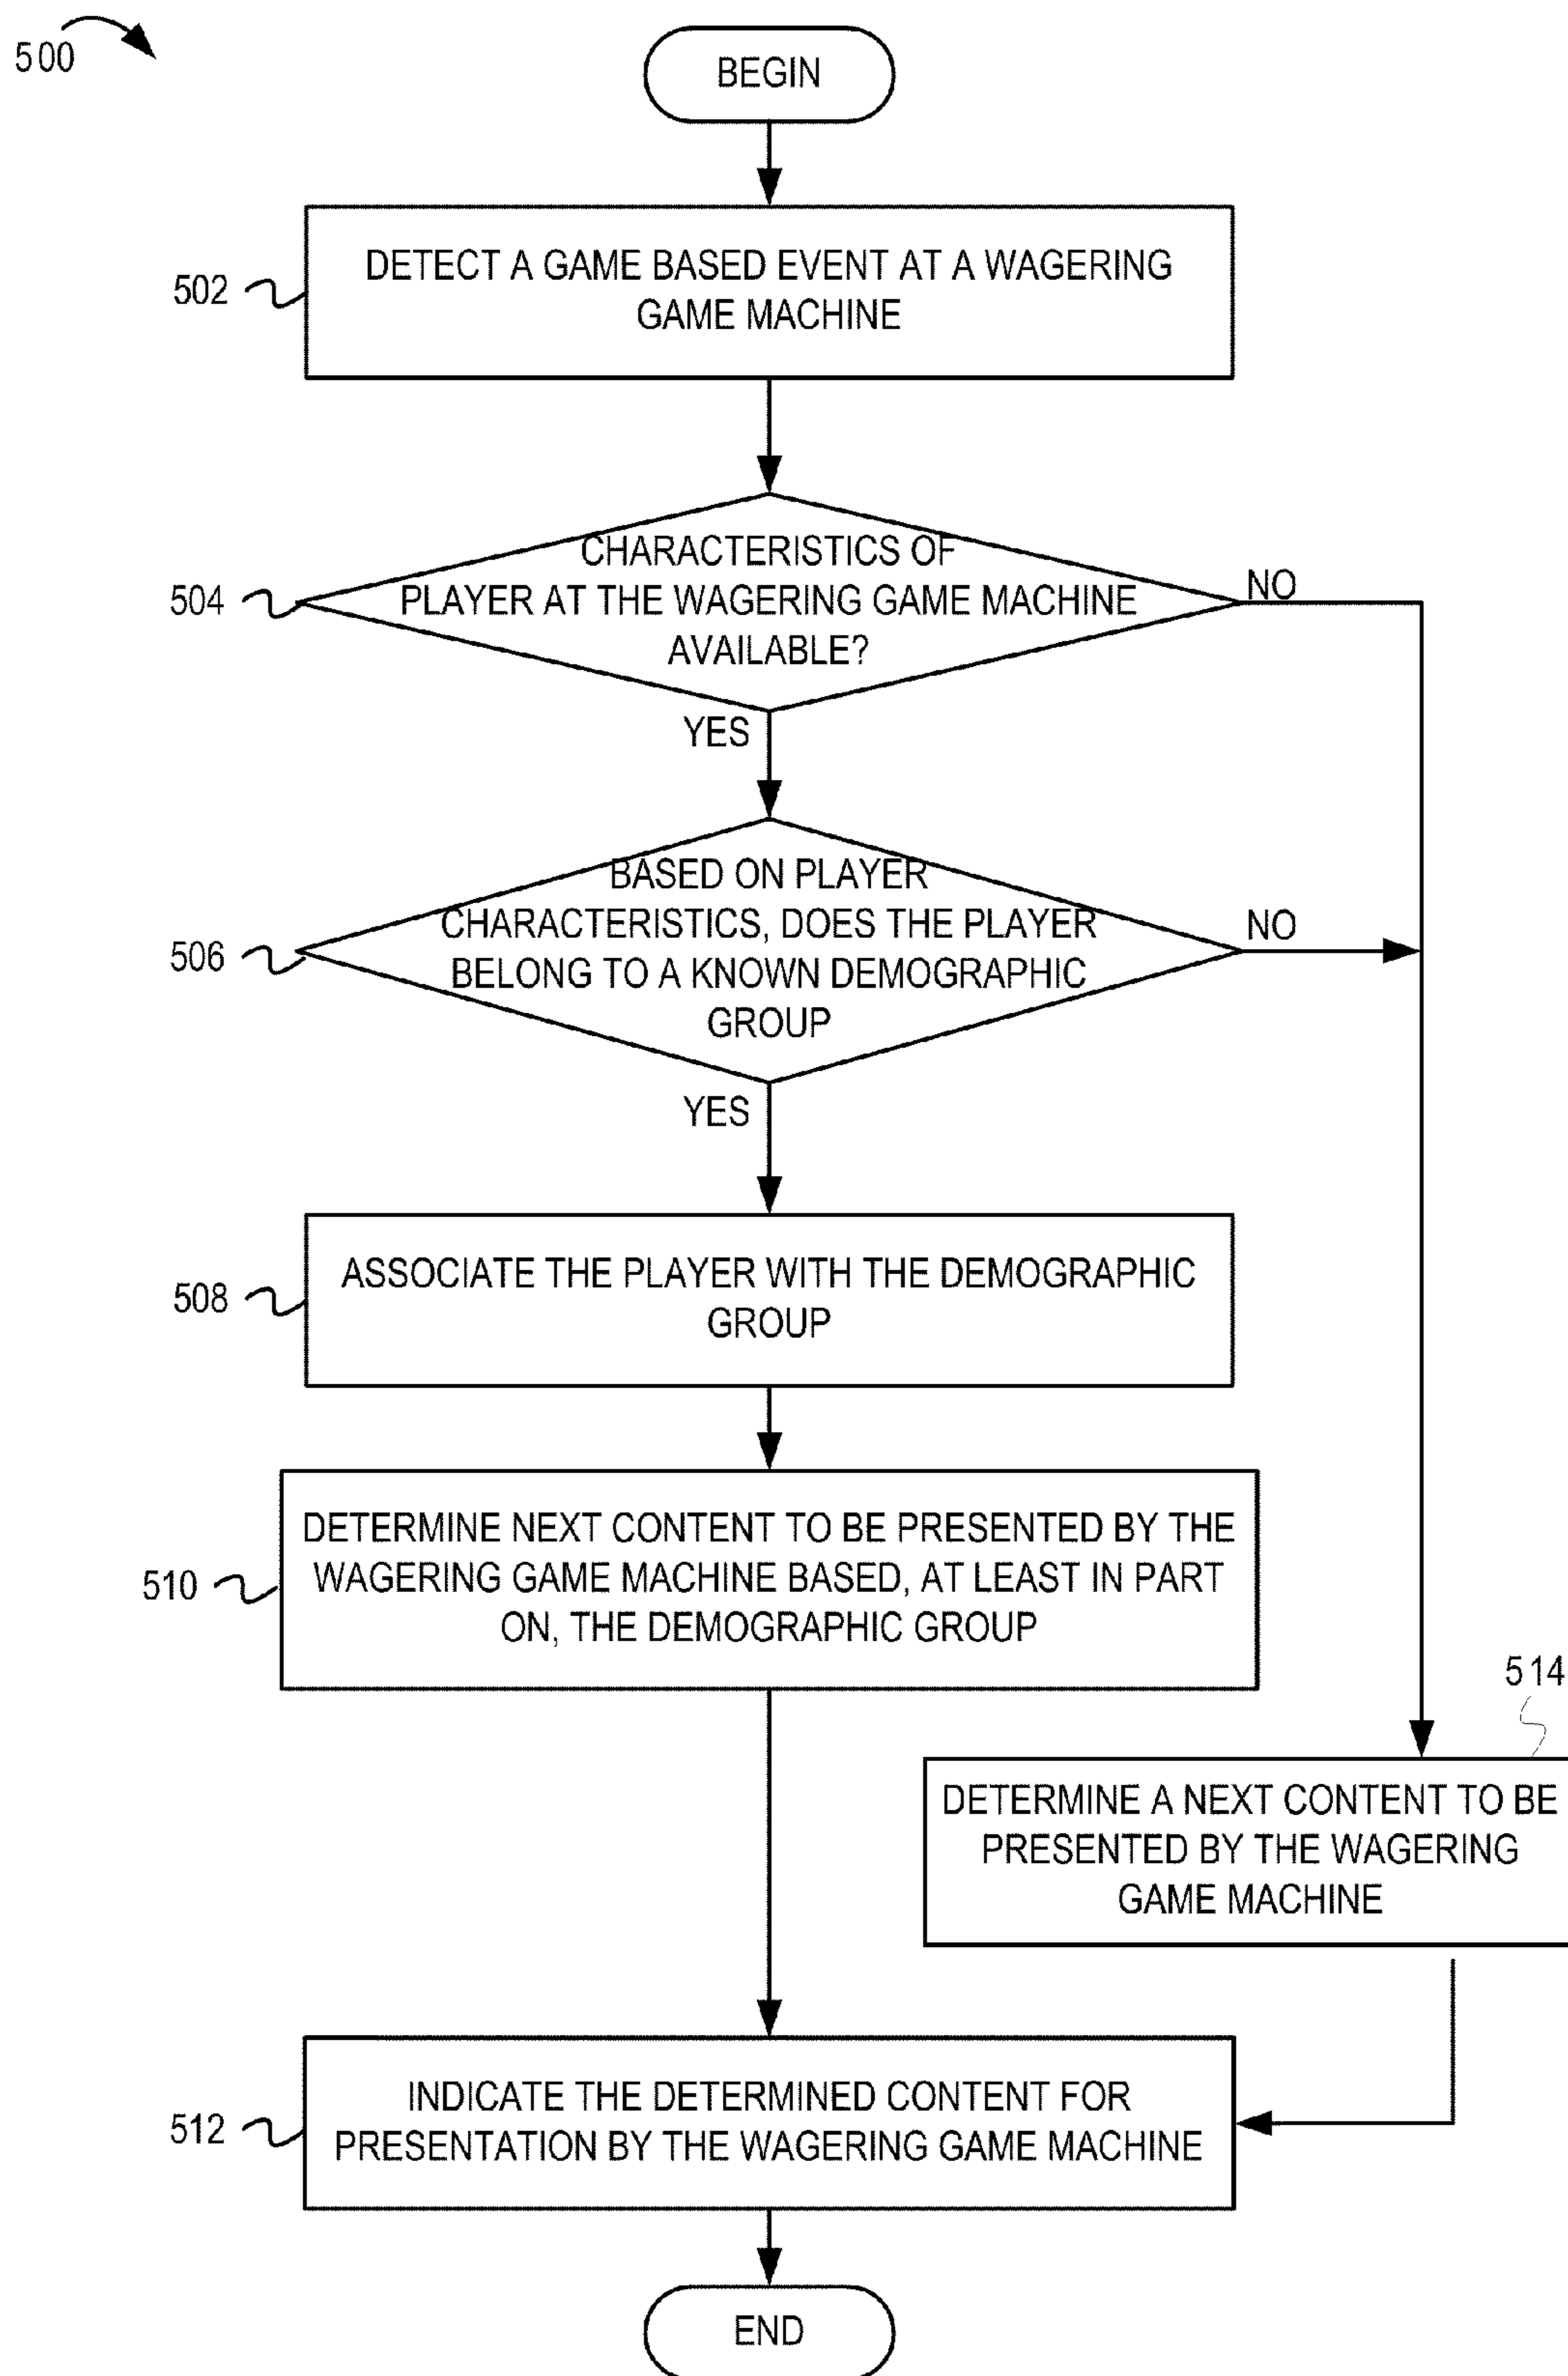 500
BEGIN
502
DETECT A GAME BASED EVENT AT A WAGERING
GAME MACHINE
504
CHARACTERISTICS OF
PLAYER AT THE WAGERING GAME MACHINE
AVAILABLE?
NO
YES
506
BASED ON PLAYER
CHARACTERISTICS, DOES THE PLAYER
BELONG TO A KNOWN DEMOGRAPHIC
GROUP
NO
YES
508
ASSOCIATE THE PLAYER WITH THE DEMOGRAPHIC
GROUP
510
DETERMINE NEXT CONTENT TO BE PRESENTED BY THE
WAGERING GAME MACHINE BASED, AT LEAST IN PART
ON, THE DEMOGRAPHIC GROUP
514
DETERMINE A NEXT CONTENT TO BE
PRESENTED BY THE WAGERING
GAME MACHINE
512
INDICATE THE DETERMINED CONTENT FOR
PRESENTATION BY THE WAGERING GAME MACHINE
END